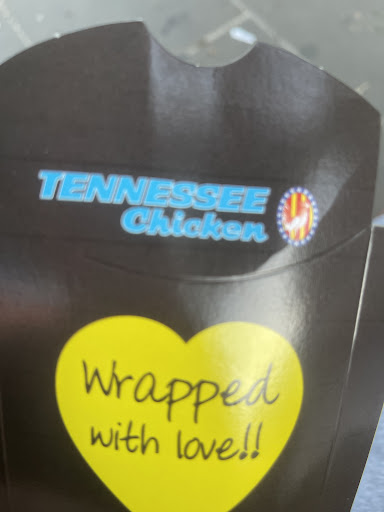 TENNESSEE
Chicken
Wrapped
with love!!